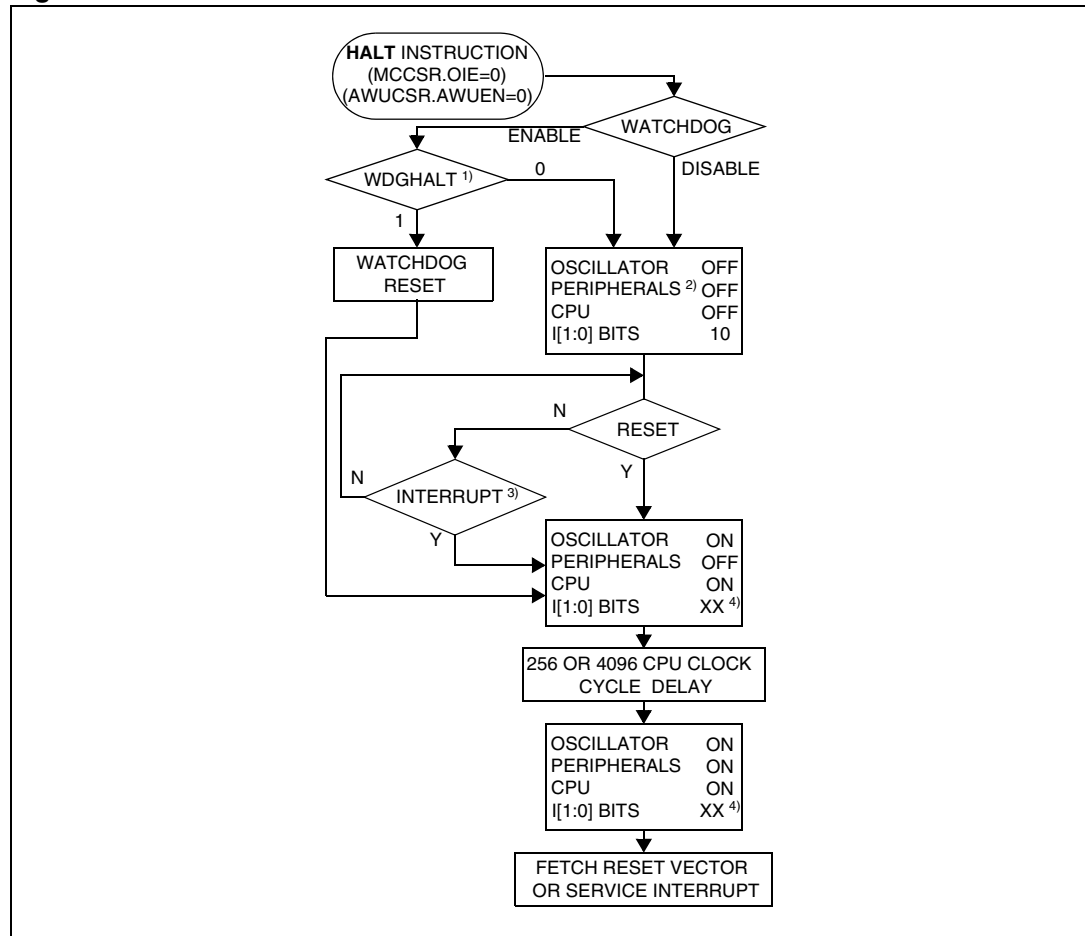 HALT INSTRUCTION
(MCCSR.OIE=0)
(AWUCSR.AWUEN=0)
WATCHDOG
ENABLE
DISABLE
WDGHALT 1)
0
1
WATCHDOG
RESET
OSCILLATOR OFF
PERIPHERALS 2) OFF
CPU OFF
I[1:0] BITS 10
RESET
N
Y
INTERRUPT 3)
N
Y
OSCILLATOR ON
PERIPHERALS OFF
CPU ON
I[1:0] BITS XX 4)
256 OR 4096 CPU CLOCK
CYCLE DELAY
OSCILLATOR ON
PERIPHERALS ON
CPU ON
I[1:0] BITS XX 4)
FETCH RESET VECTOR
OR SERVICE INTERRUPT